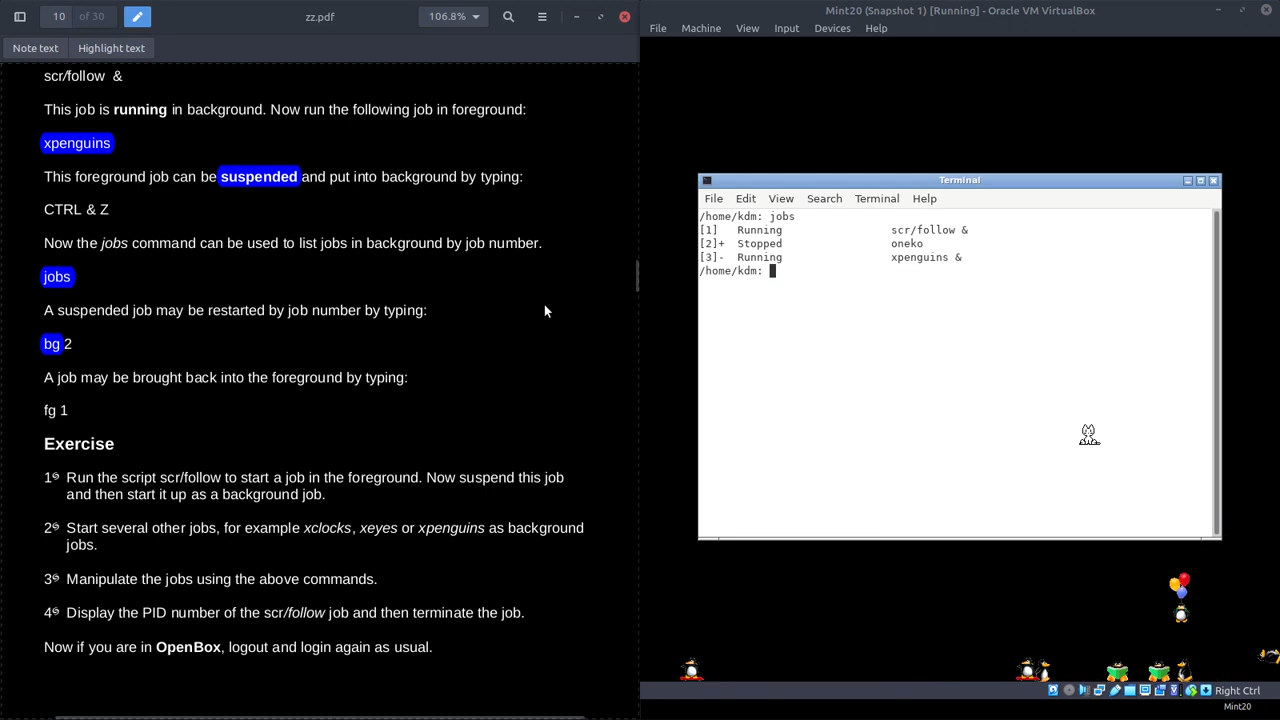 10 of 30
zz.pdf
106.8%
Note text Highlight text
scr/follow &
This job is running in background. Now run the following job in foreground:
xpenguins
This foreground job can be suspended and put into background by typing:
CTRL & Z
Now the jobs command can be used to list jobs in background by job number.
jobs
A suspended job may be restarted by job number by typing:
bg 2
A job may be brought back into the foreground by typing:
fg 1
Exercise
1 Run the script scr/follow to start a job in the foreground. Now suspend this job
and then start it up as a background job.
2 Start several other jobs, for example xclocks, xeyes or xpenguins as background
jobs.
3 Manipulate the jobs using the above commands.
4 Display the PID number of the scr/follow job and then terminate the job.
Now if you are in OpenBox, logout and login again as usual.
Mint20 (Snapshot 1) [Running] - Oracle VM VirtualBox
File Machine View Input Devices Help
Terminal
File Edit View Search Terminal Help
/home/kdm: jobs
[1] Running scr/follow &
[2]+ Stopped oneko
[3]- Running xpenguins &
/home/kdm:
Right Ctrl
Mint20